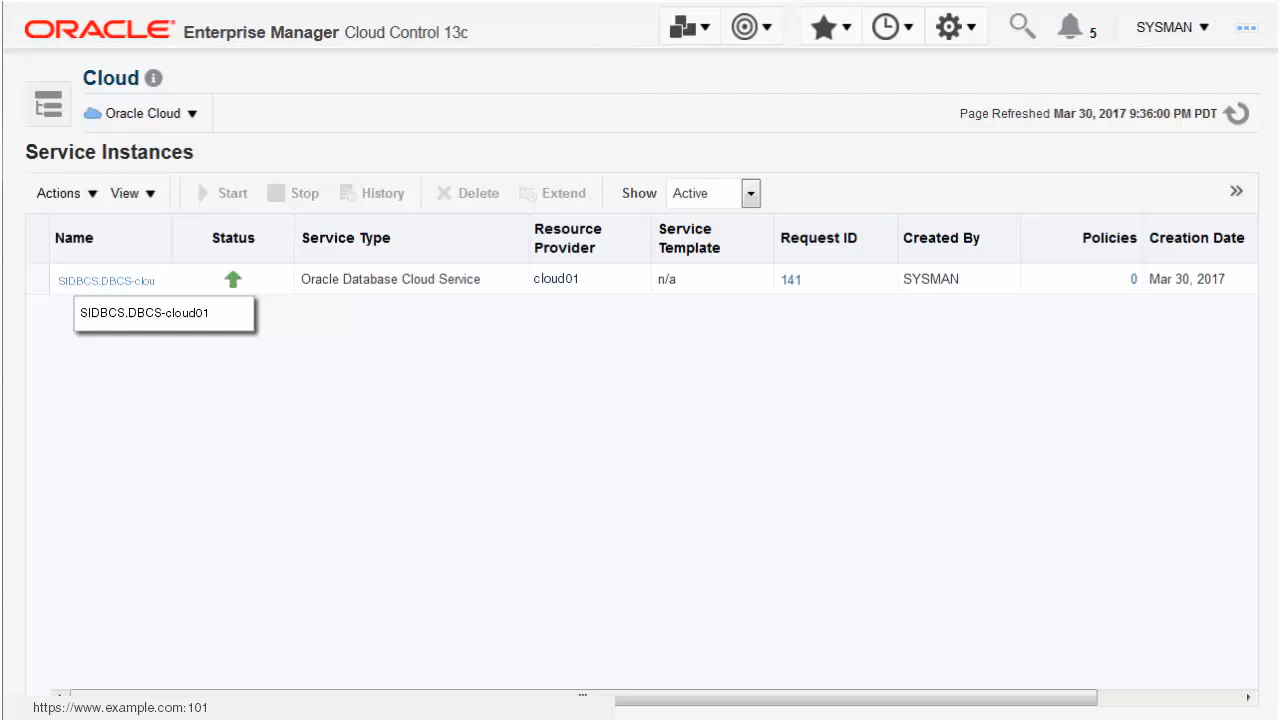 ORACLE Enterprise Manager Cloud Control 13c
5
SYSMAN
Cloud
Oracle Cloud
Page Refreshed Mar 30, 2017 9:36:00 PM PDT
Service Instances
Actions View Start Stop History Delete Extend Show Active
Name Status Service Type Resource Provider Service Template Request ID Created By Policies Creation Date
SIDBCS.DBCS-clou Oracle Database Cloud Service cloud01 n/a 141 SYSMAN 0 Mar 30, 2017
SIDBCS.DBCS-cloud01
https://www.example.com:101